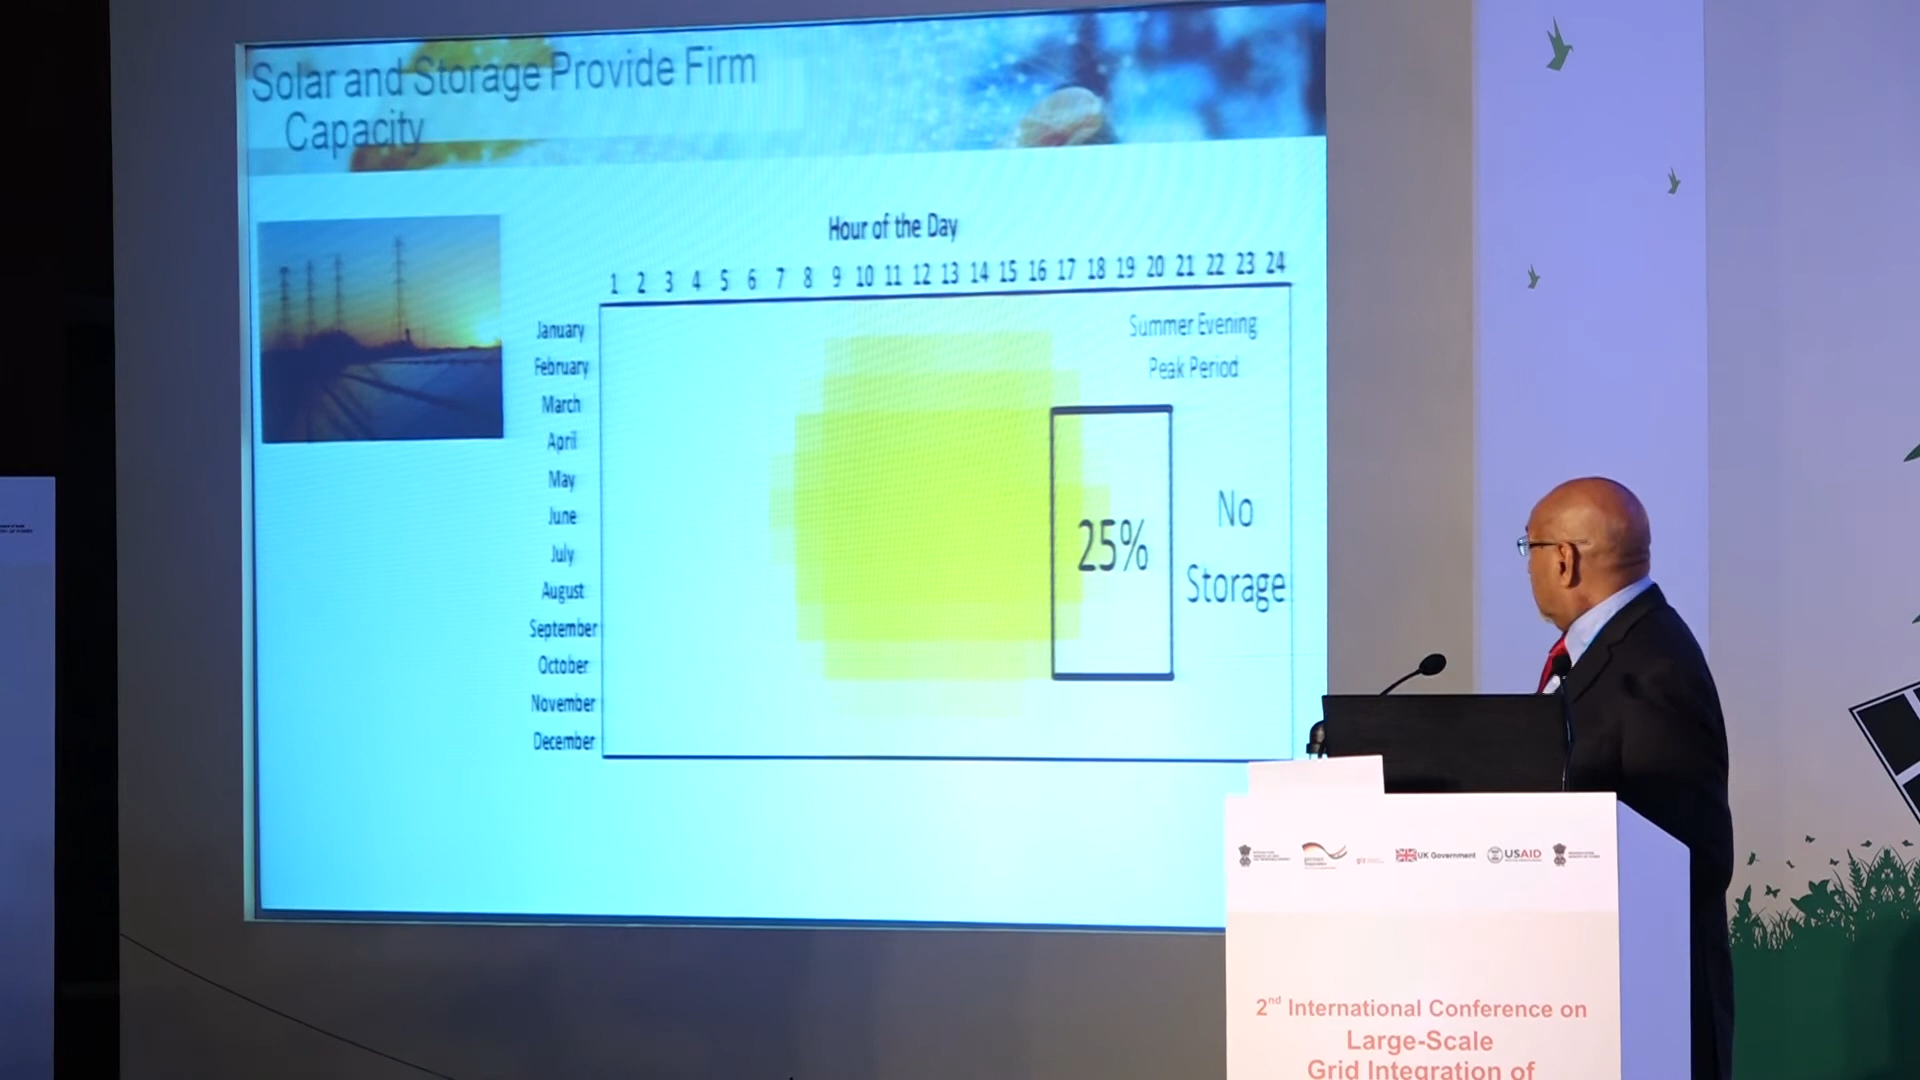 Solar and Storage Provide Firm
Capacity
Hour of the Day
1 2 3 4 5 6 7 8 9 10 11 12 13 14 15 16 17 18 19 20 21 22 23 24
January
February
March
April
May
June
July
August
September
October
November
December
Summer Evening
Peak Period
25%
No
Storage
UK Government
USAID
2nd International Conference on
Large-Scale
Grid Integration of